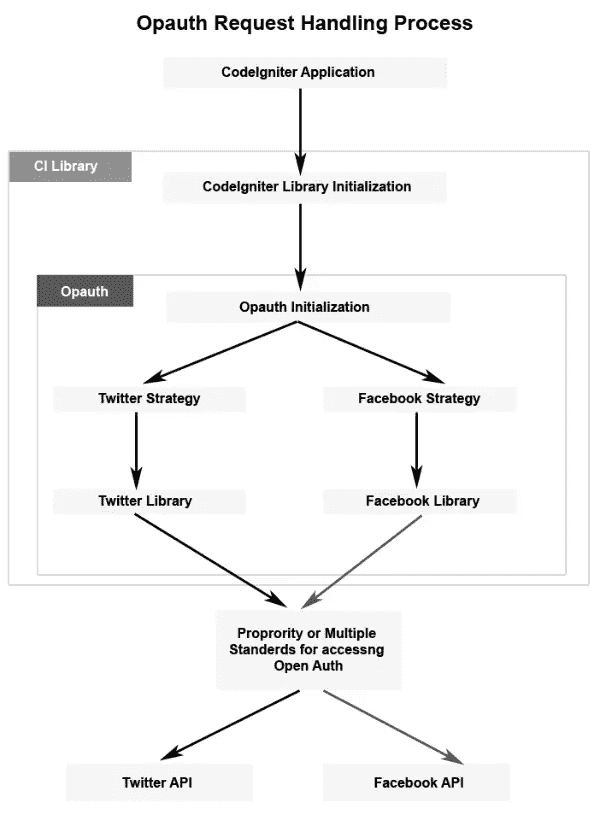 Opauth Request Handling Process
CodeIgniter Application
CI Library
CodeIgniter Library Initialization
Opauth
Opauth Initialization
Twitter Strategy
Facebook Strategy
Twitter Library
Facebook Library
Proprority or Multiple
Standerds for accessng
Open Auth
Twitter API
Facebook API